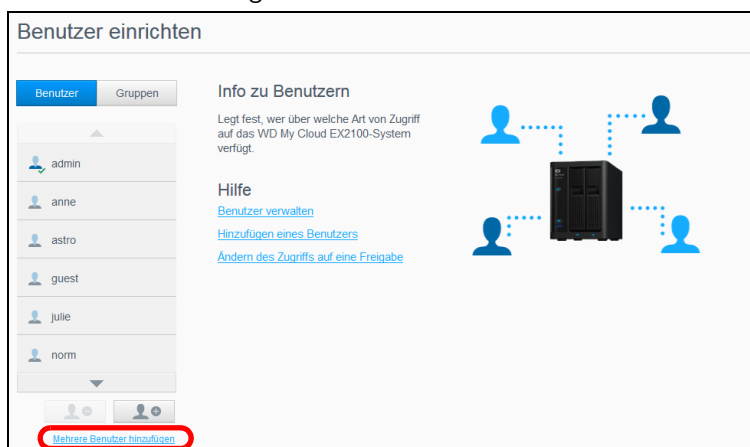 Benutzer einrichten
Benutzer
Gruppen
admin
anne
astro
guest
julie
norm
Mehrere Benutzer hinzufügen
Info zu Benutzern
Legt fest, wer über welche Art von Zugriff
auf das WD My Cloud EX2100-System
verfügt.
Hilfe
Benutzer verwalten
Hinzufügen eines Benutzers
Ändern des Zugriffs auf eine Freigabe